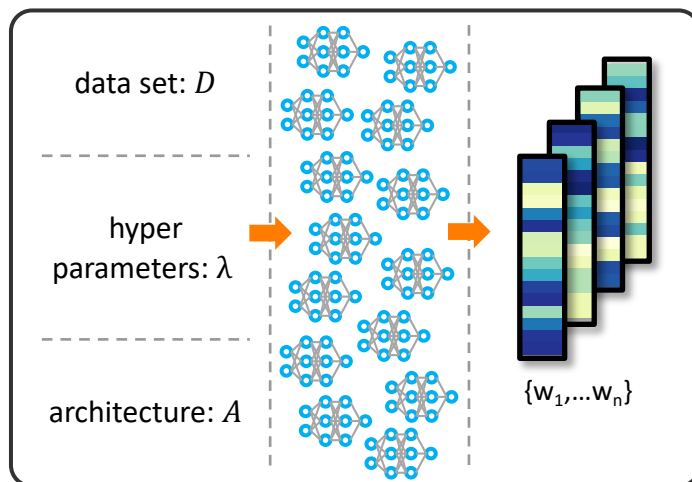 data set: D
hyper
parameters: λ
architecture: A
{w₁,...wₙ}